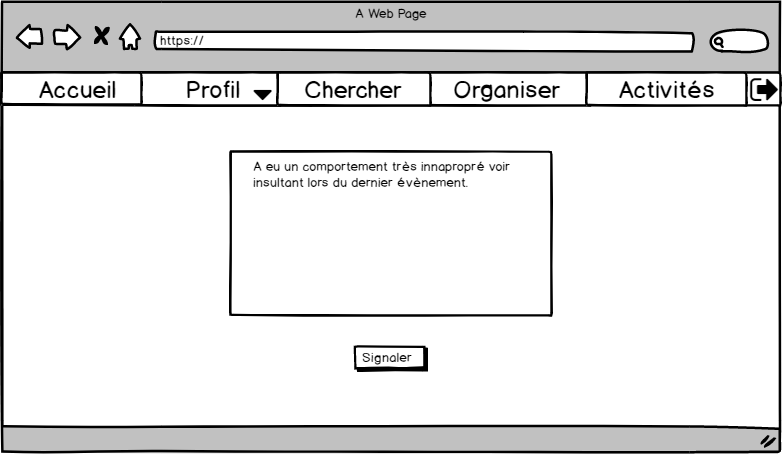 A Web Page
https://
Accueil Profil Chercher Organiser Activités
A eu un comportement très innapropré voir
insultant lors du dernier évènement.
Signaler